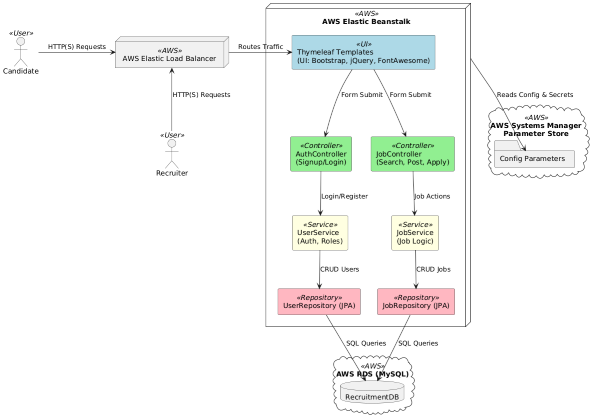 «User»
Candidate
HTTP(S) Requests
«AWS»
AWS Elastic Load Balancer
Routes Traffic
HTTP(S) Requests
«User»
Recruiter
«AWS»
AWS Elastic Beanstalk
«UI»
Thymeleaf Templates
(UI: Bootstrap, jQuery, FontAwesome)
Form Submit
Form Submit
«Controller»
AuthController
(Signup/Login)
«Controller»
JobController
(Search, Post, Apply)
Login/Register
Job Actions
«Service»
UserService
(Auth, Roles)
«Service»
JobService
(Job Logic)
CRUD Users
CRUD Jobs
«Repository»
UserRepository (JPA)
«Repository»
JobRepository (JPA)
SQL Queries
SQL Queries
«AWS»
AWS RDS (MySQL)
RecruitmentDB
Reads Config & Secrets
«AWS»
AWS Systems Manager
Parameter Store
Config Parameters